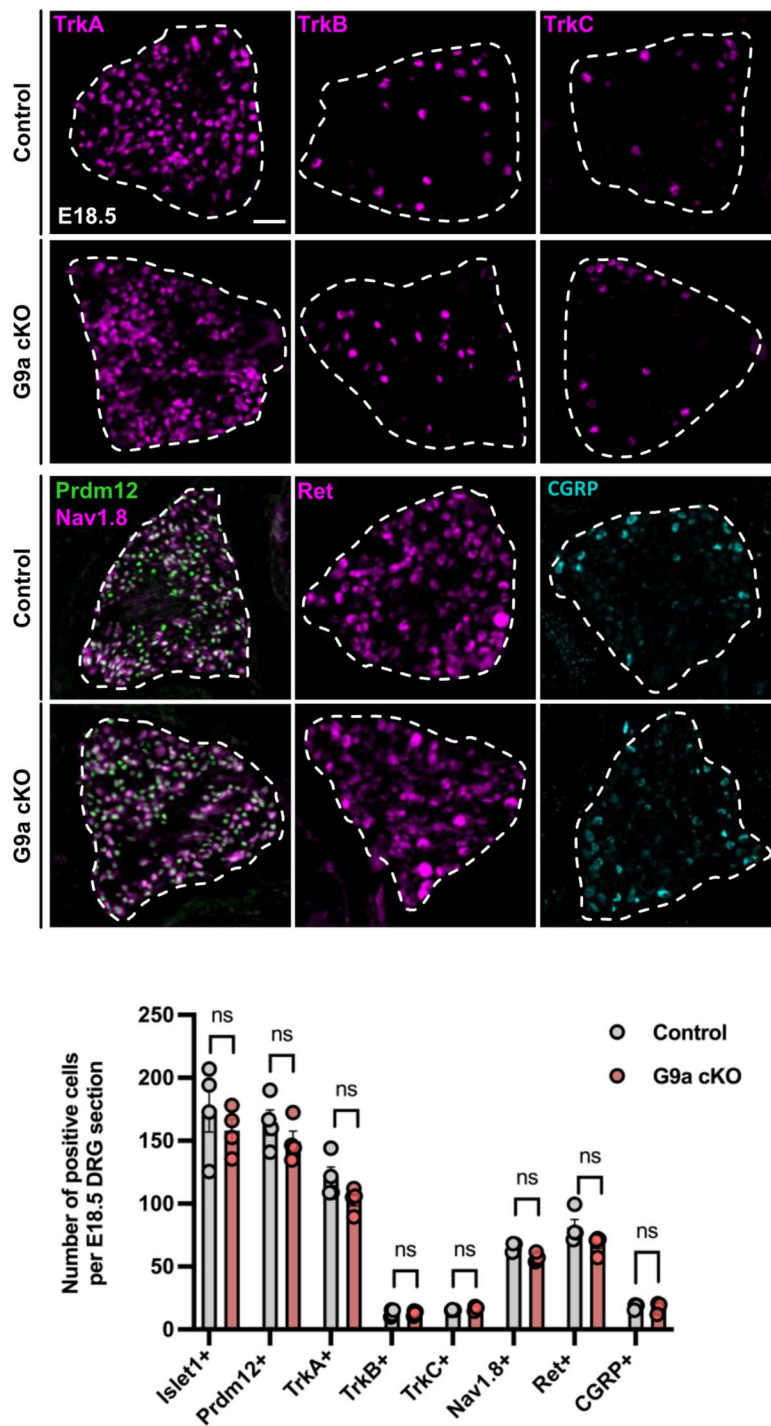 TrkA TrkB TrkC
Control
E18.5
G9a cKO
Prdm12 Ret CGRP
Nav1.8
Control
G9a cKO
Number of positive cells
per E18.5 DRG section
250
200
150
100
50
0
ns ns ns ns ns ns ns ns
Control
G9a cKO
Islet1+ Prdm12+ TrkA+ TrkB+ TrkC+ Nav1.8+ Ret+ CGRP+